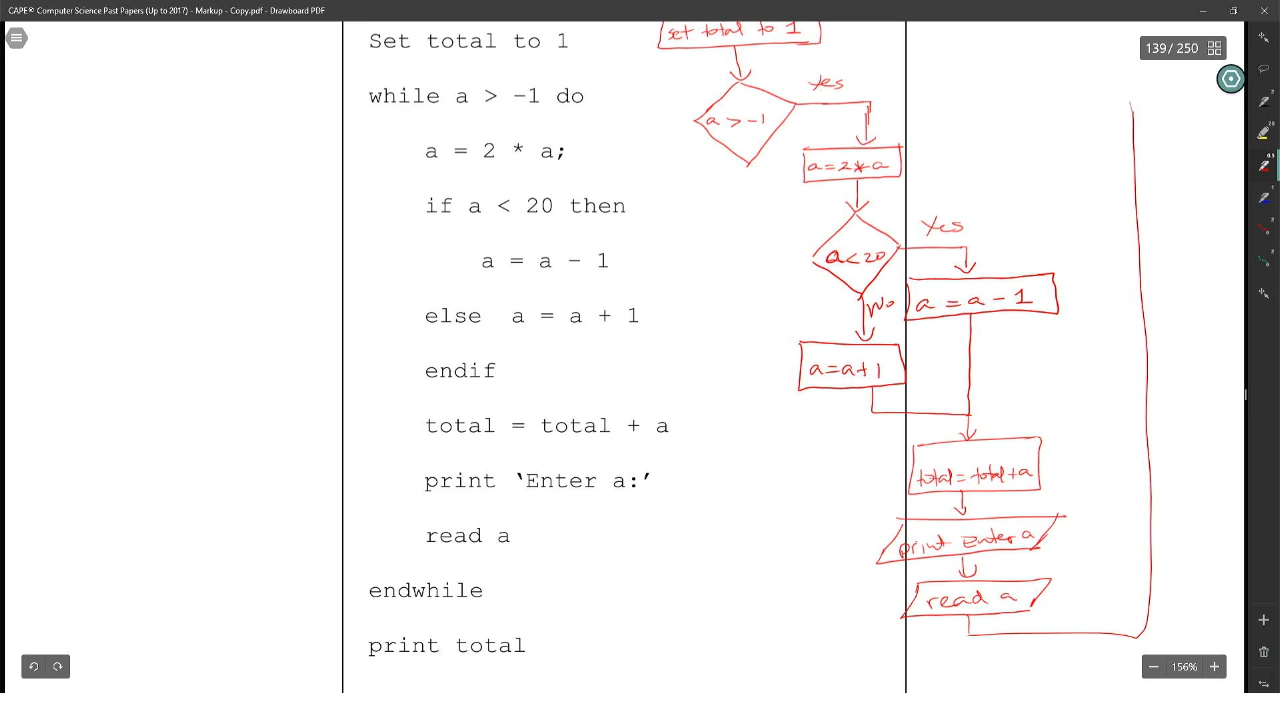 CAPE® Computer Science Past Papers (Up to 2017) - Markup - Copy.pdf - Drawboard PDF
139 / 250
Set total to 1
while a > -1 do
a = 2 * a;
if a < 20 then
a = a - 1
else a = a + 1
endif
total = total + a
print ‘Enter a:’
read a
endwhile
print total
set total to 1
a > -1
yes
a = 2 * a
a < 20
Yes
No
a = a - 1
a = a + 1
total = total + a
print Enter a
read a
156%